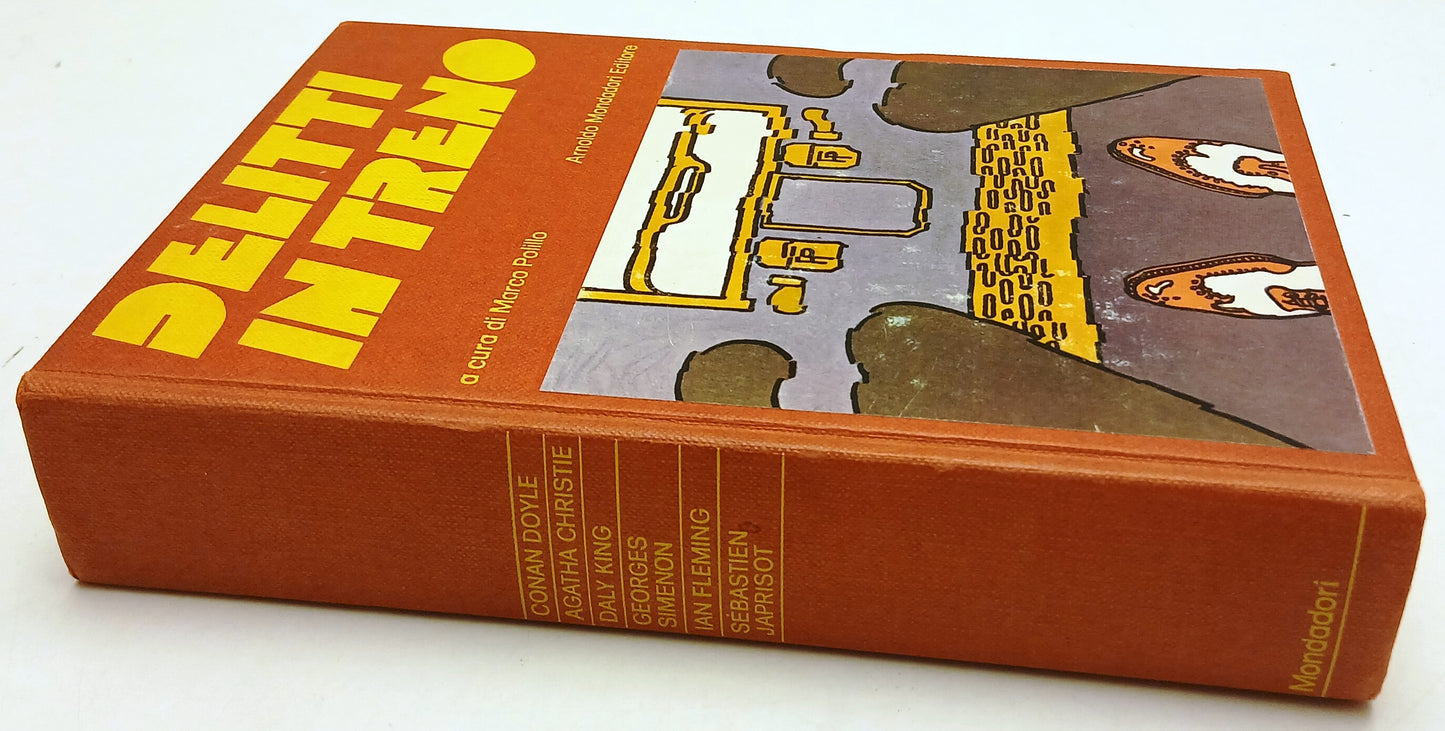 DELITTI
IN TRENO
a cura di Marco Polillo
Arnoldo Mondadori Editore
CONAN DOYLE
AGATHA CHRISTIE
DALY KING
GEORGES
SIMENON
IAN FLEMING
SÉBASTIEN
JAPRISOT
Mondadori